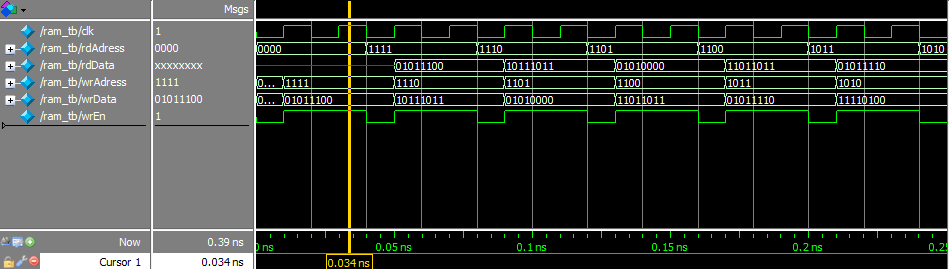 Msgs
/ram_tb/clk 1
/ram_tb/rdAdress 0000 0000 1111 1110 1101 1100 1011 1010
/ram_tb/rdData xxxxxxxx 01011100 10111011 01010000 11011011 01011110
/ram_tb/wrAdress 1111 0... 1111 1110 1101 1100 1011 1010
/ram_tb/wrData 01011100 0... 01011100 10111011 01010000 11011011 01011110 11110100
/ram_tb/wrEn 1
Now 0.39 ns ns 0.05 ns 0.1 ns 0.15 ns 0.2 ns 0.25
Cursor 1 0.034 ns 0.034 ns